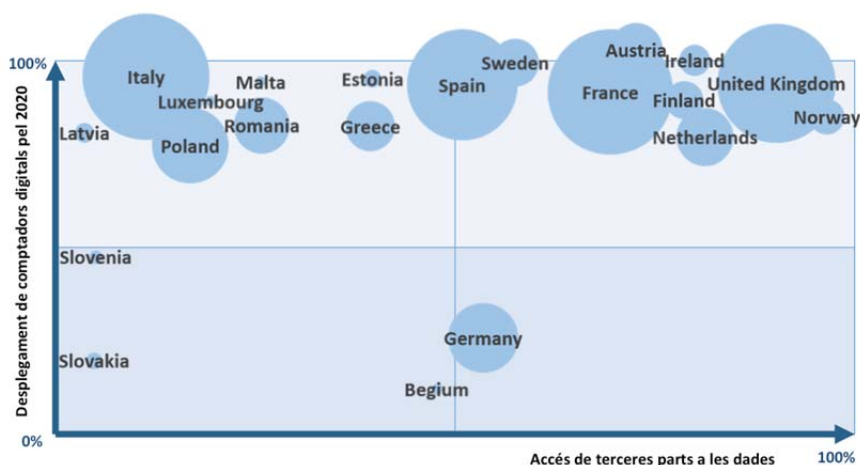 100%
Desplegament de comptadors digitals pel 2020
0%
Italy
Luxembourg
Malta
Estonia
Spain
Sweden
Austria
Ireland
France
Finland
United Kingdom
Norway
Netherlands
Latvia
Poland
Romania
Greece
Slovenia
Slovakia
Germany
Begium
Accés de terceres parts a les dades
100%